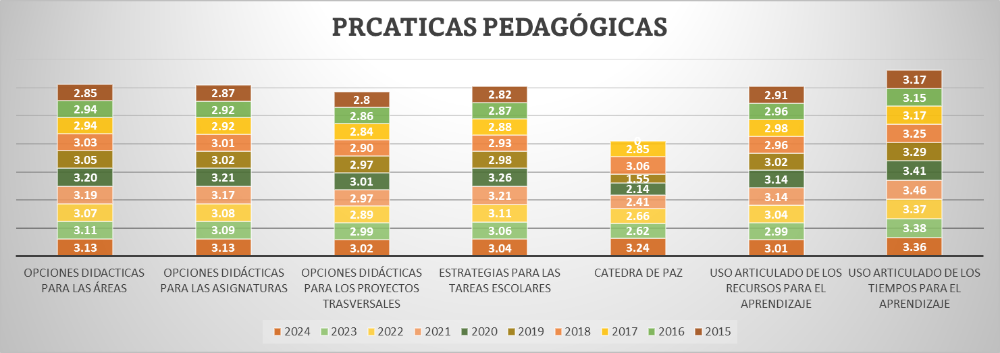 PRCATICAS PEDAGÓGICAS
2.85 2.87 2.8 2.82 2.91 3.17
2.94 2.92 2.86 2.87 2.96 3.15
2.94 2.92 2.84 2.88 0 2.85 2.98 3.17
3.03 3.01 2.90 2.93 3.06 2.96 3.25
3.05 3.02 2.97 2.98 1.55 3.02 3.29
3.20 3.21 3.01 3.26 2.14 3.14 3.41
3.19 3.17 2.97 3.21 2.41 3.14 3.46
3.07 3.08 2.89 3.11 2.66 3.04 3.37
3.11 3.09 2.99 3.06 2.62 2.99 3.38
3.13 3.13 3.02 3.04 3.24 3.01 3.36
OPCIONES DIDACTICAS
PARA LAS ÁREAS
OPCIONES DIDÁCTICAS
PARA LAS ASIGNATURAS
OPCIONES DIDÁCTICAS
PARA LOS PROYECTOS
TRASVERSALES
ESTRATEGIAS PARA LAS
TAREAS ESCOLARES
CATEDRA DE PAZ
USO ARTICULADO DE LOS
RECURSOS PARA EL
APRENDIZAJE
USO ARTICULADO DE LOS
TIEMPOS PARA EL
APRENDIZAJE
2024 2023 2022 2021 2020 2019 2018 2017 2016 2015